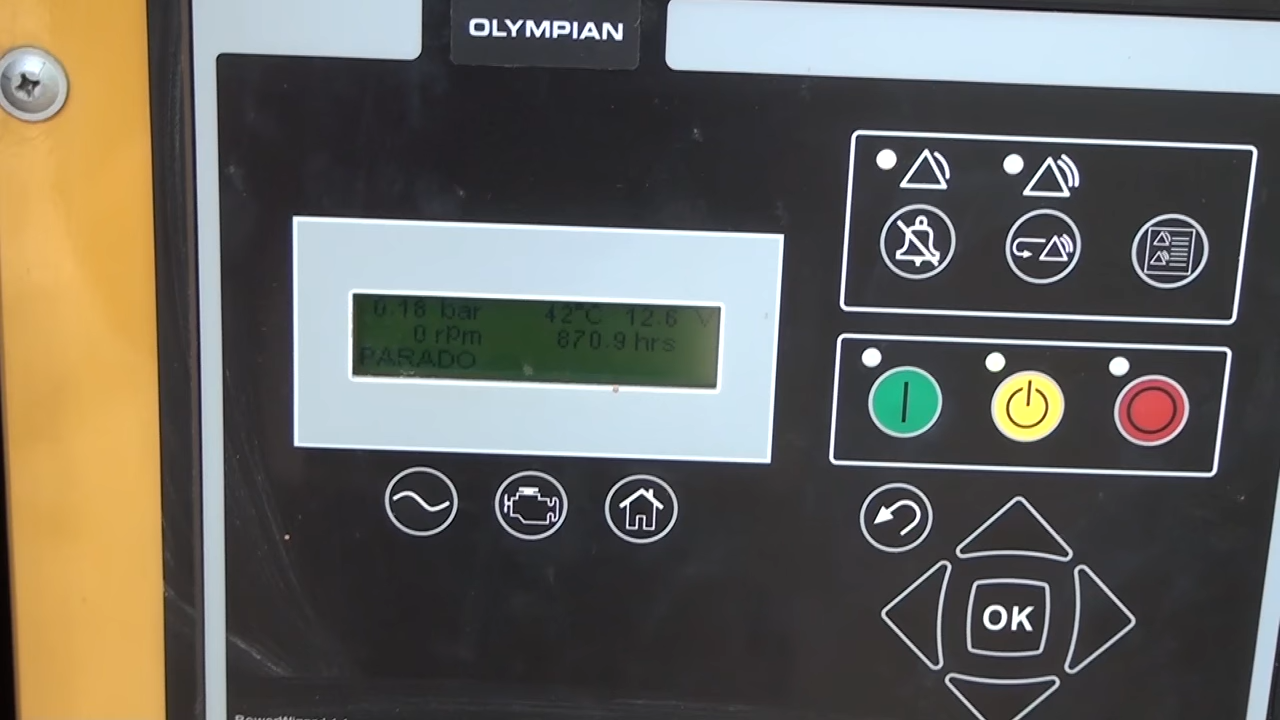 OLYMPIAN
0.18 bar 42°C 12.6 V
0 rpm 870.9 hrs
PARADO
OK